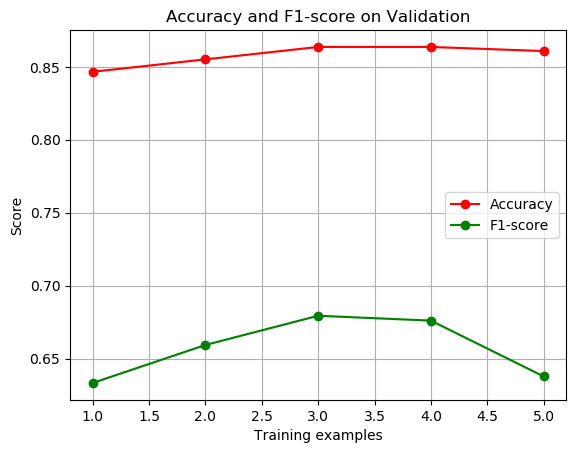 Accuracy and F1-score on Validation
Score
0.85
0.80
0.75
0.70
0.65
Accuracy
F1-score
1.0 1.5 2.0 2.5 3.0 3.5 4.0 4.5 5.0
Training examples